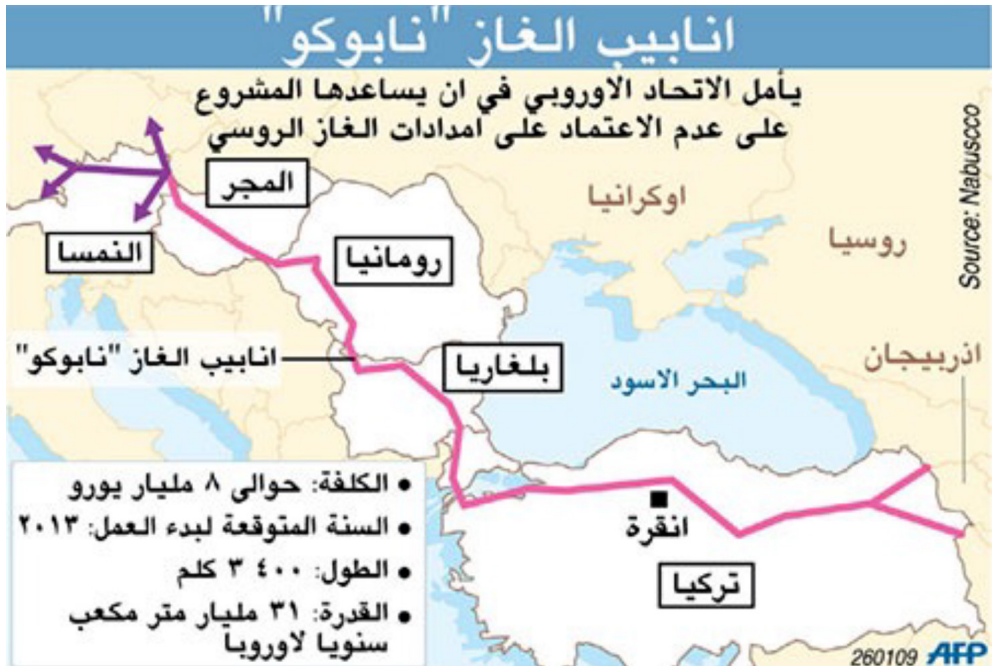 انابيب الغاز "نابوكو"
يأمل الاتحاد الاوروبي في ان يساعدها المشروع
على عدم الاعتماد على امدادات الغاز الروسي
Source: Nabuscco
المجر
اوكرانيا
روسيا
النمسا
رومانيا
انابيب الغاز "نابوكو"
بلغاريا
البحر الاسود
اذربيجان
انقرة
تركيا
• الكلفة: حوالى ٨ مليار يورو
• السنة المتوقعة لبدء العمل: ٢٠١٣
• الطول: ٤٠٠ ٣ كلم
• القدرة: ٣١ مليار متر مكعب
سنويا لاوروبا
260109 AFP